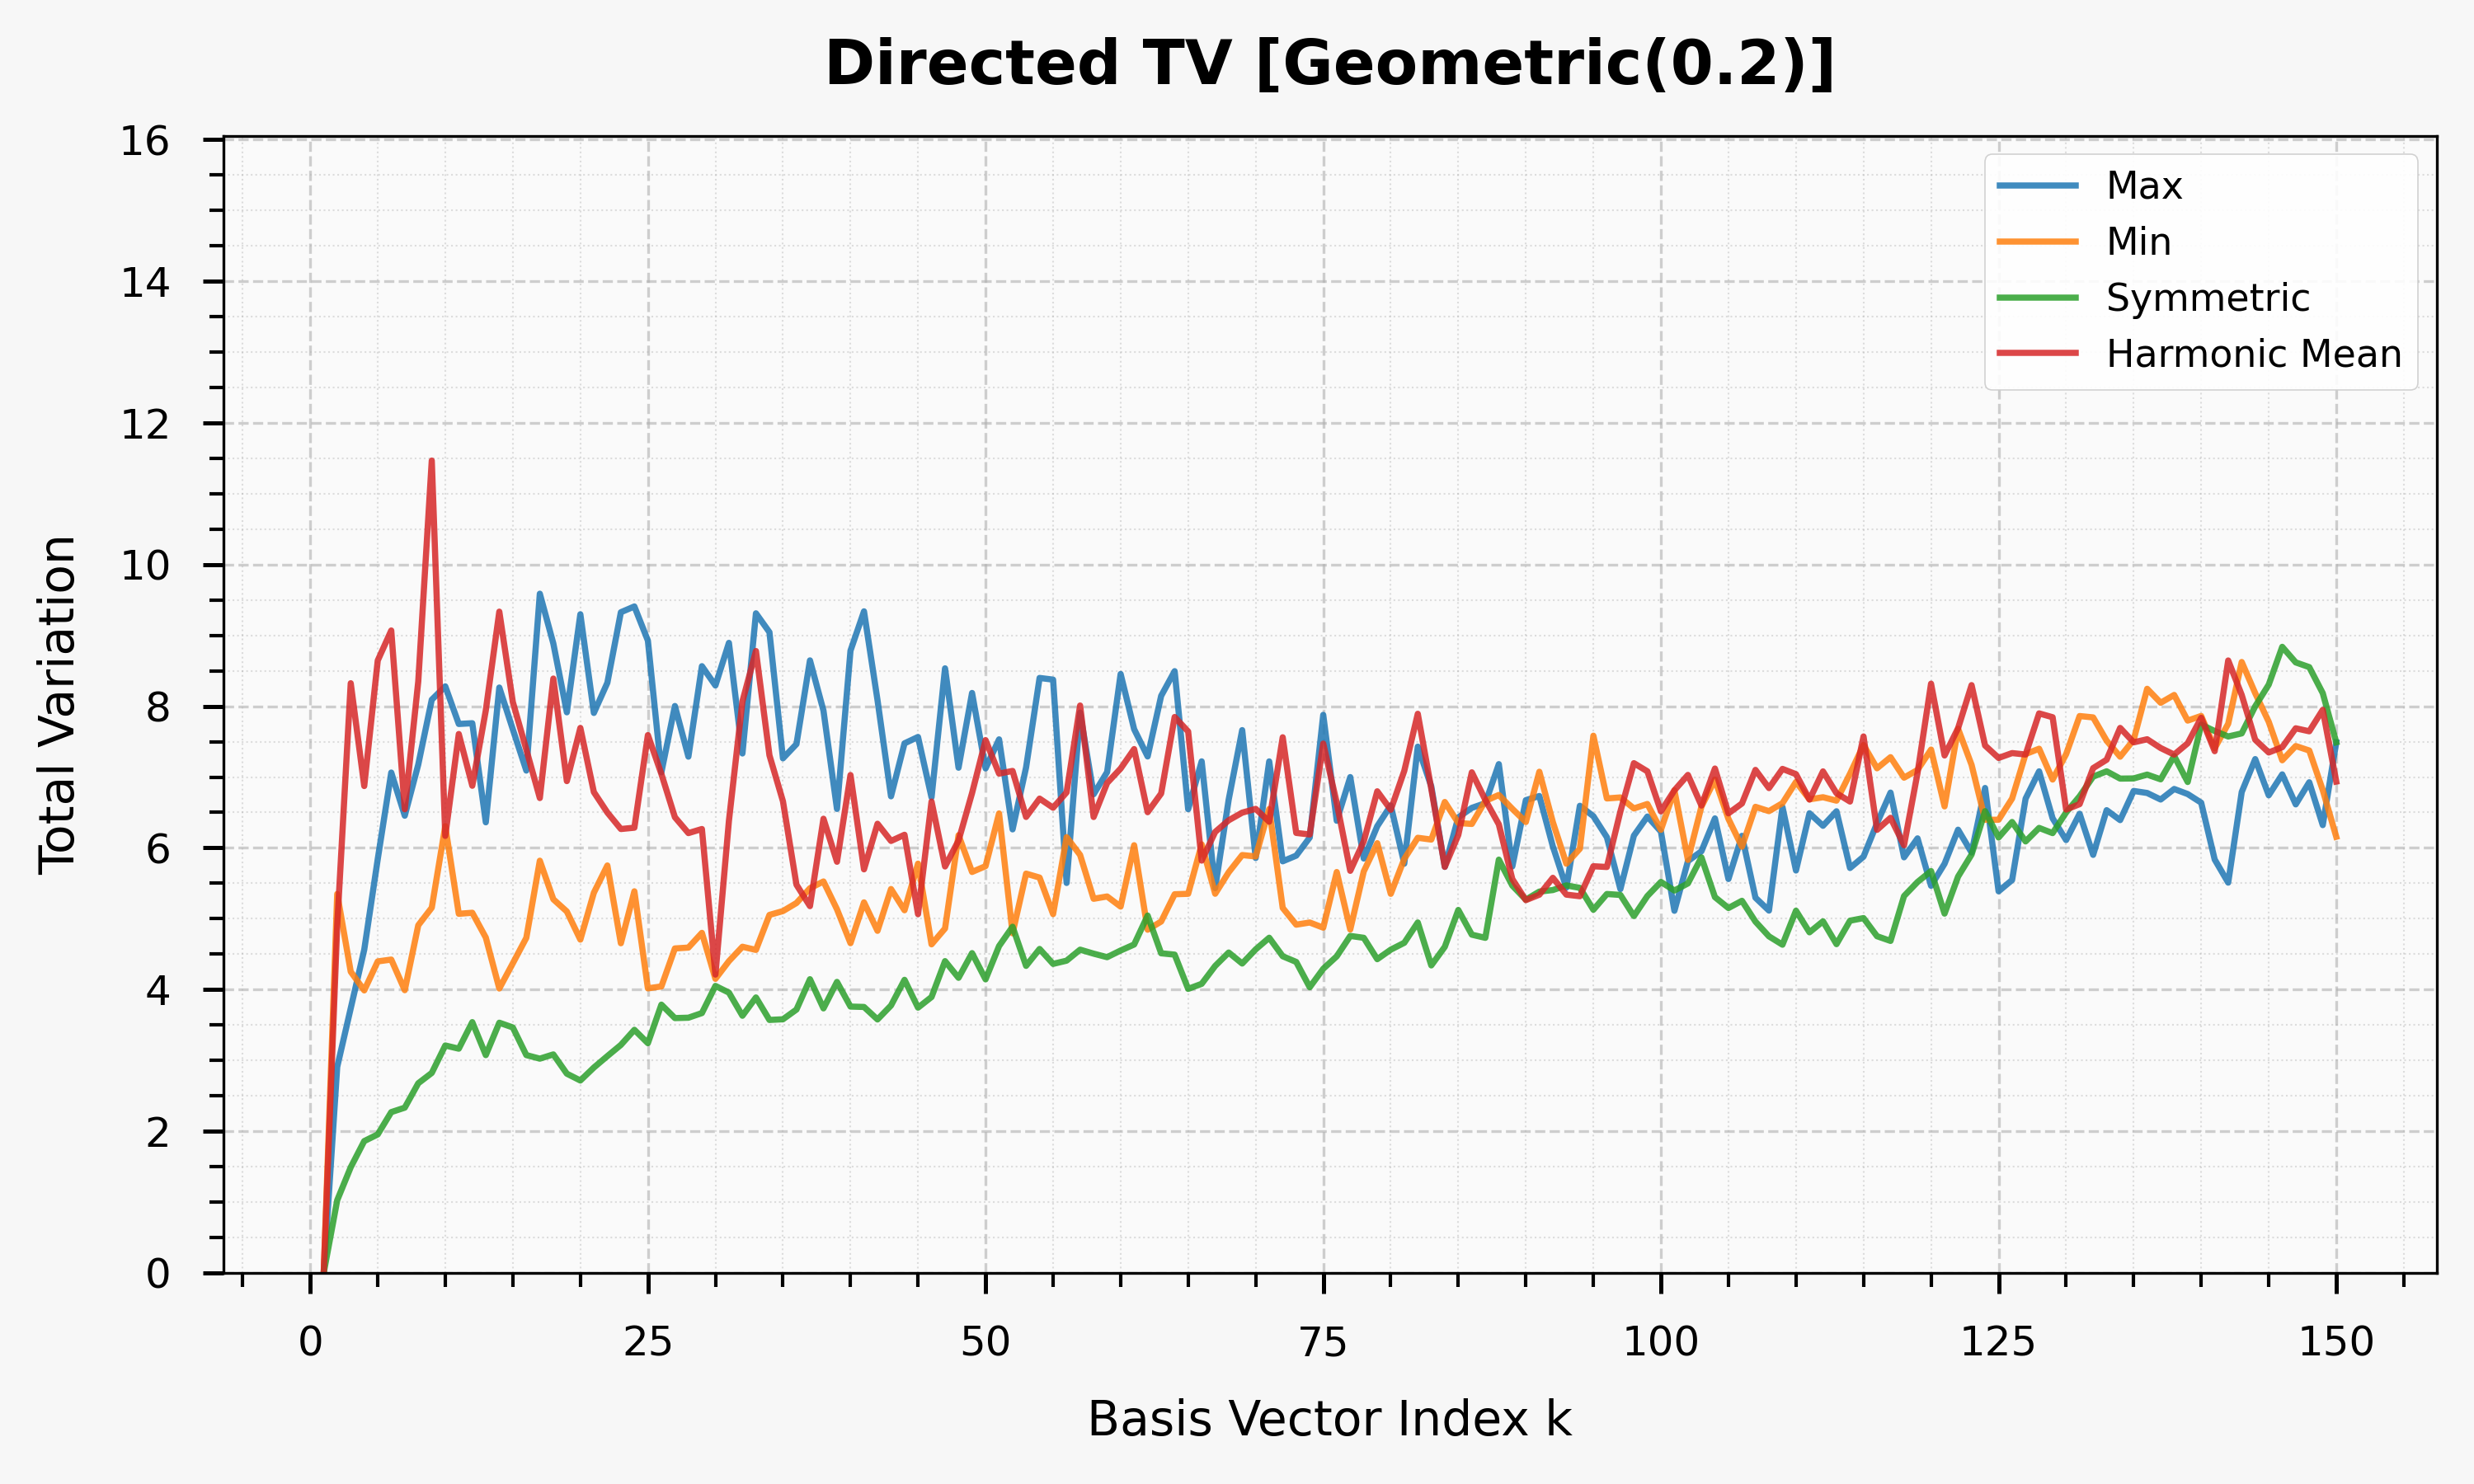 Directed TV [Geometric(0.2)]
16
14
12
10
8
6
4
2
0
Total Variation
Max
Min
Symmetric
Harmonic Mean
0 25 50 75 100 125 150
Basis Vector Index k